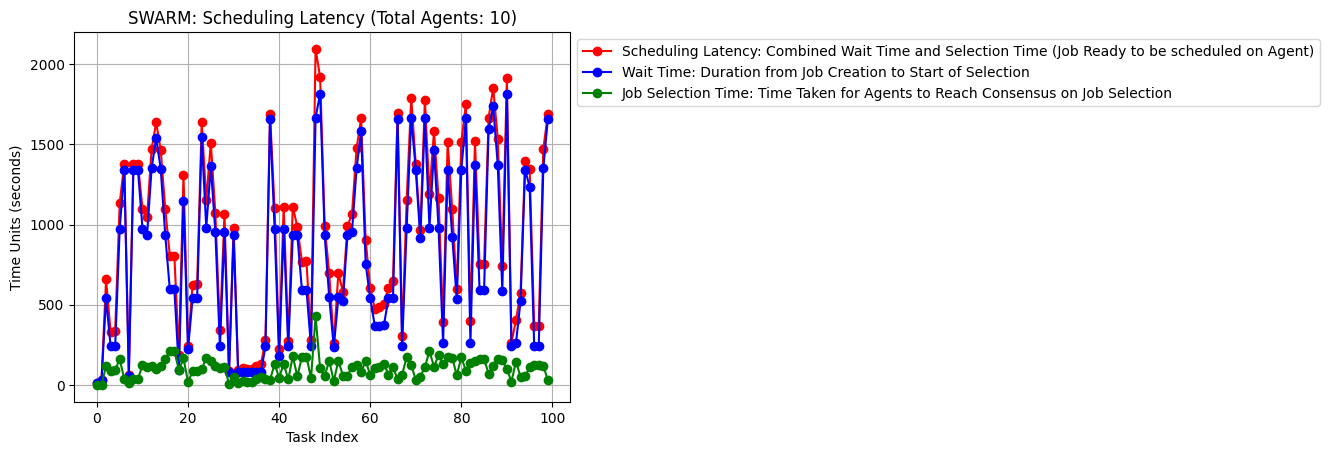 SWARM: Scheduling Latency (Total Agents: 10)
Scheduling Latency: Combined Wait Time and Selection Time (Job Ready to be scheduled on Agent)
Wait Time: Duration from Job Creation to Start of Selection
Job Selection Time: Time Taken for Agents to Reach Consensus on Job Selection
Time Units (seconds)
2000
1500
1000
500
0
0 20 40 60 80 100
Task Index